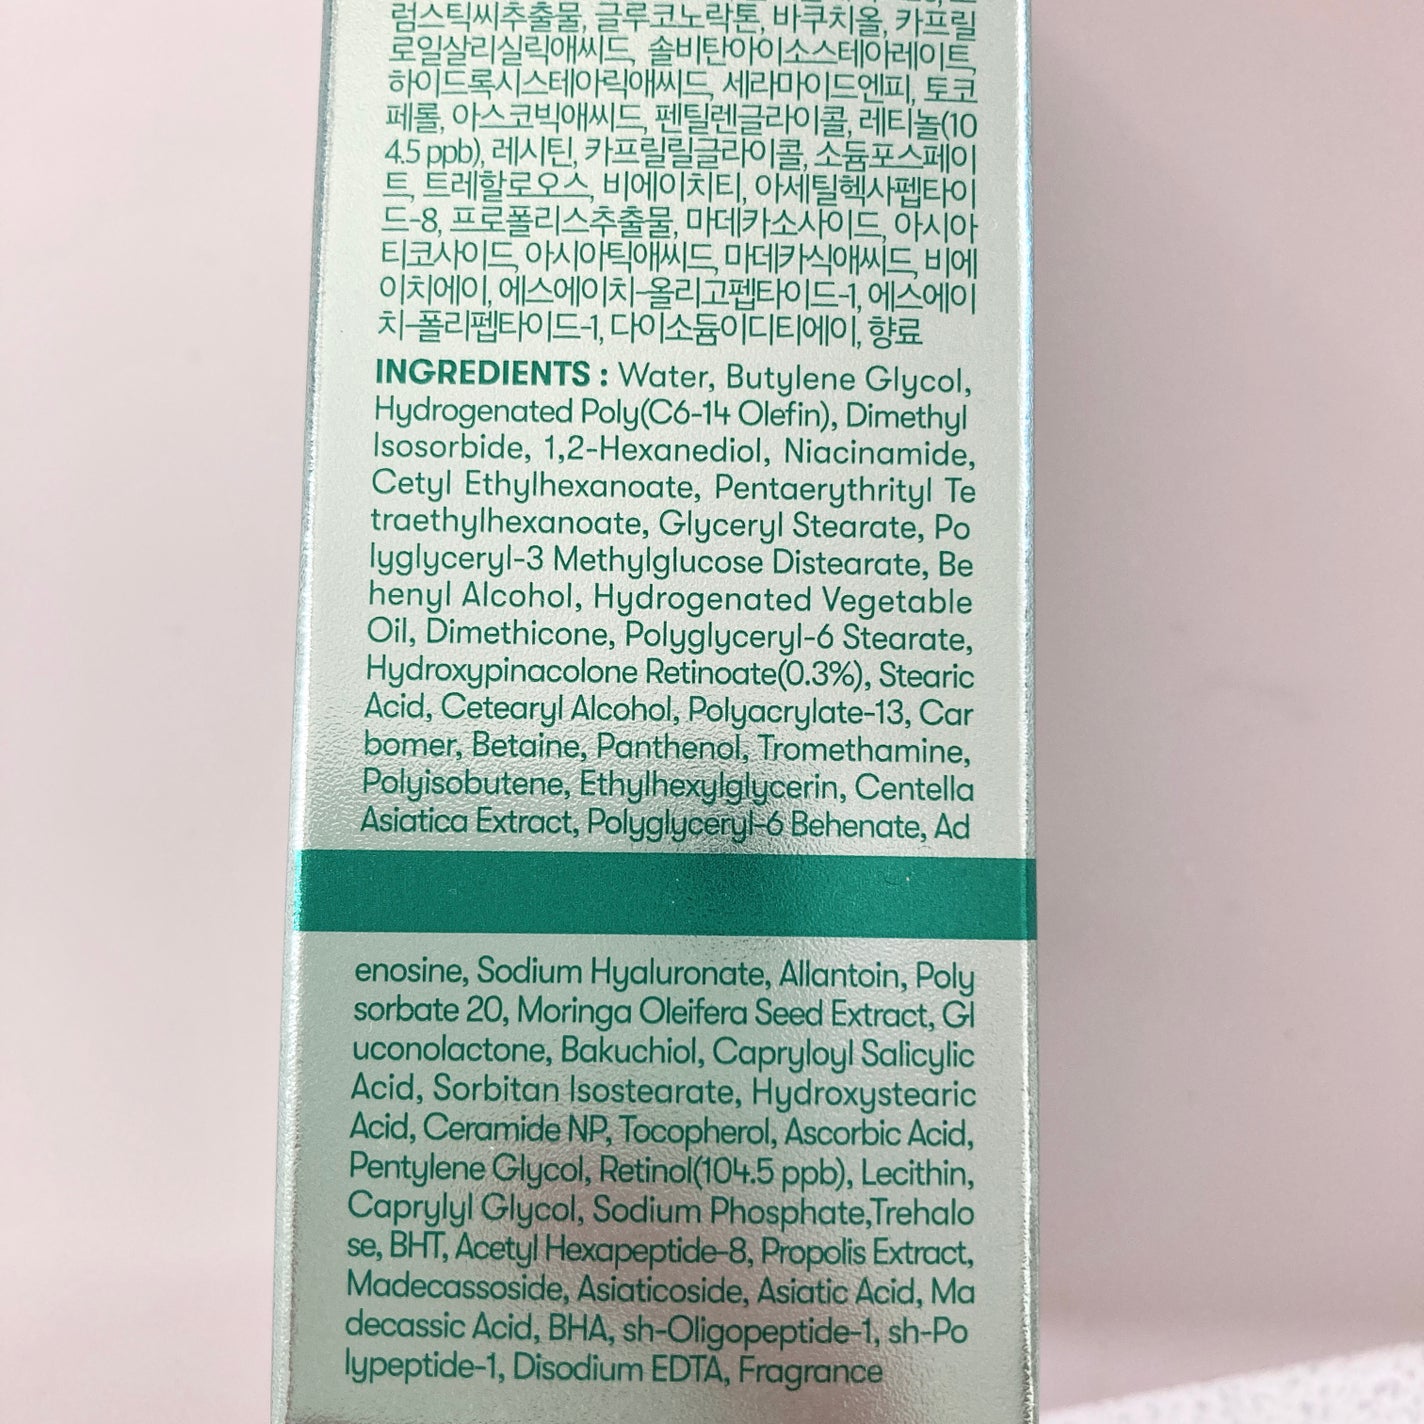 럼스틱씨추출물, 글루코노락톤, 바쿠치올, 카프릴
로일살리실릭애씨드, 솔비탄아이소스테아레이트,
하이드록시스테아릭애씨드, 세라마이드엔피, 토코
페롤, 아스코빅애씨드, 펜틸렌글라이콜, 레티놀(10
4.5 ppb), 레시틴, 카프릴릴글라이콜, 소듐포스페이
트, 트레할로오스, 비에이치티, 아세틸헥사펩타이
드-8, 프로폴리스추출물, 마데카소사이드, 아시아
티코사이드, 아시아틱애씨드, 마데카식애씨드, 비에
이치에이, 에스에이치-올리고펩타이드-1, 에스에이
치-폴리펩타이드-1, 다이소듐이디티에이, 향료
INGREDIENTS : Water, Butylene Glycol,
Hydrogenated Poly(C6-14 Olefin), Dimethyl
Isosorbide, 1,2-Hexanediol, Niacinamide,
Cetyl Ethylhexanoate, Pentaerythrityl Te
traethylhexanoate, Glyceryl Stearate, Po
lyglyceryl-3 Methylglucose Distearate, Be
henyl Alcohol, Hydrogenated Vegetable
Oil, Dimethicone, Polyglyceryl-6 Stearate,
Hydroxypinacolone Retinoate(0.3%), Stearic
Acid, Cetearyl Alcohol, Polyacrylate-13, Car
bomer, Betaine, Panthenol, Tromethamine,
Polyisobutene, Ethylhexylglycerin, Centella
Asiatica Extract, Polyglyceryl-6 Behenate, Ad
enosine, Sodium Hyaluronate, Allantoin, Poly
sorbate 20, Moringa Oleifera Seed Extract, Gl
uconolactone, Bakuchiol, Capryloyl Salicylic
Acid, Sorbitan Isostearate, Hydroxystearic
Acid, Ceramide NP, Tocopherol, Ascorbic Acid,
Pentylene Glycol, Retinol(104.5 ppb), Lecithin,
Caprylyl Glycol, Sodium Phosphate,Trehalo
se, BHT, Acetyl Hexapeptide-8, Propolis Extract,
Madecassoside, Asiaticoside, Asiatic Acid, Ma
decassic Acid, BHA, sh-Oligopeptide-1, sh-Po
lypeptide-1, Disodium EDTA, Fragrance